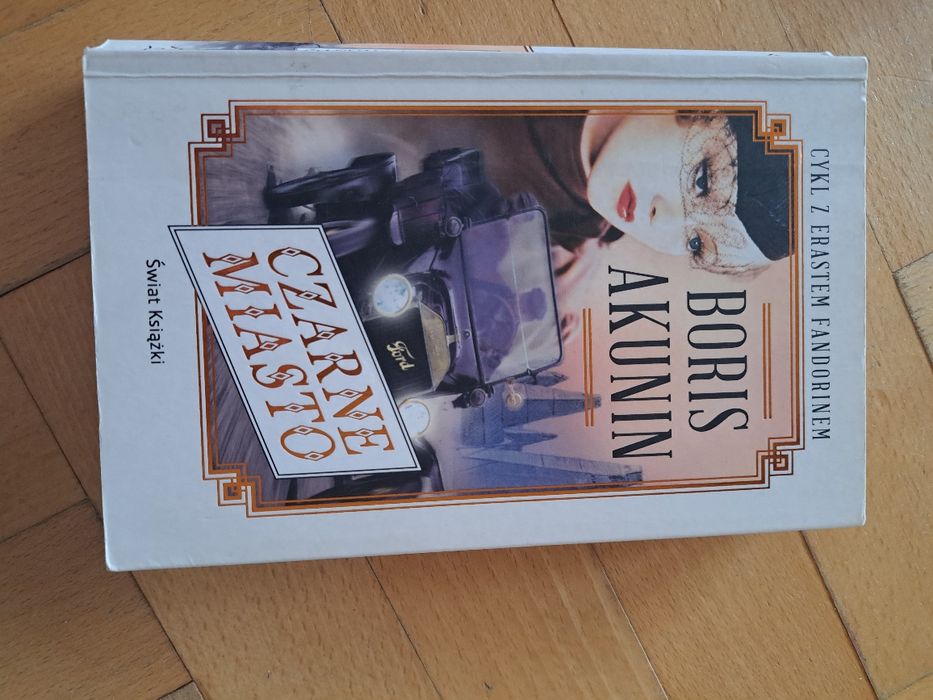 CYKL Z ERASTEM FANDORINEM
BORIS
AKUNIN
Ford
CZARNE
MIASTO
Świat Książki